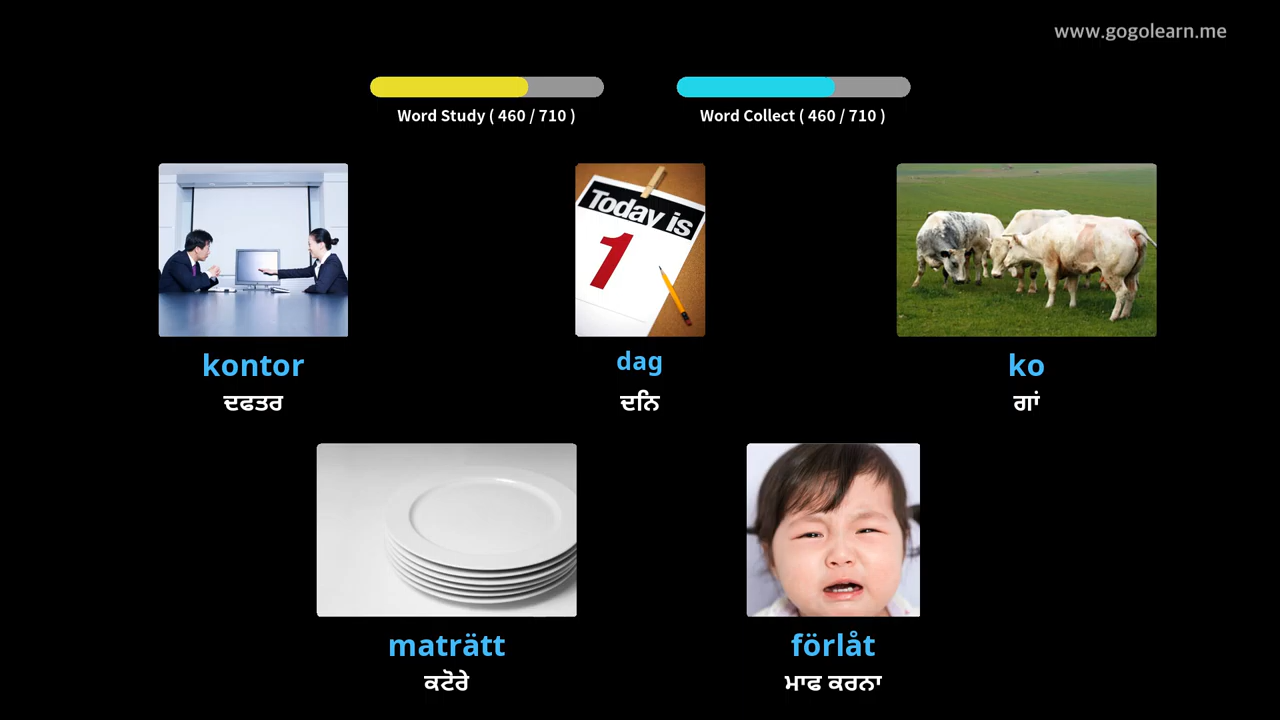 www.gogolearn.me
Word Study ( 460 / 710 )
Word Collect ( 460 / 710 )
Today is
1
kontor
dag
ko
ਦਫਤਰ
ਦਨਿ
ਗਾਂ
maträtt
förlåt
ਕਟੋਰੇ
ਮਾਫ ਕਰਨਾ